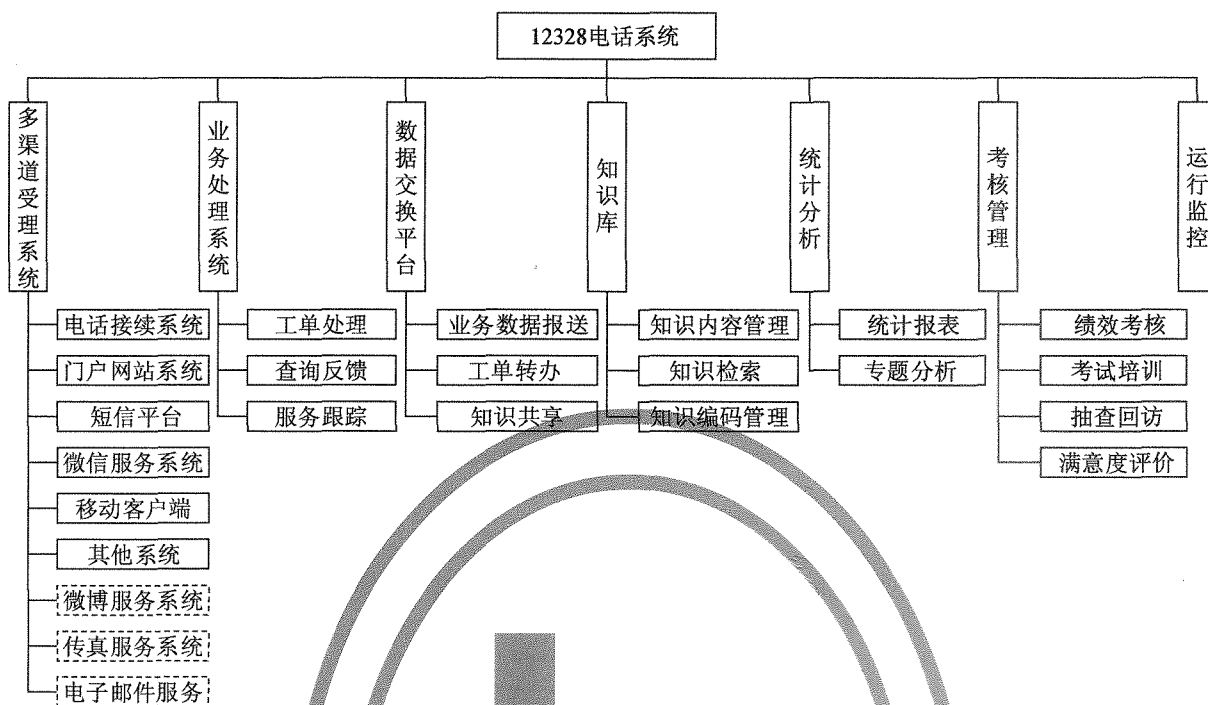 12328电话系统
多渠道受理系统
电话接续系统
门户网站系统
短信平台
微信服务系统
移动客户端
其他系统
微博服务系统
传真服务系统
电子邮件服务
业务处理系统
工单处理
查询反馈
服务跟踪
数据交换平台
业务数据报送
工单转办
知识共享
知识库
知识内容管理
知识检索
知识编码管理
统计分析
统计报表
专题分析
考核管理
绩效考核
考试培训
抽查回访
满意度评价
运行监控